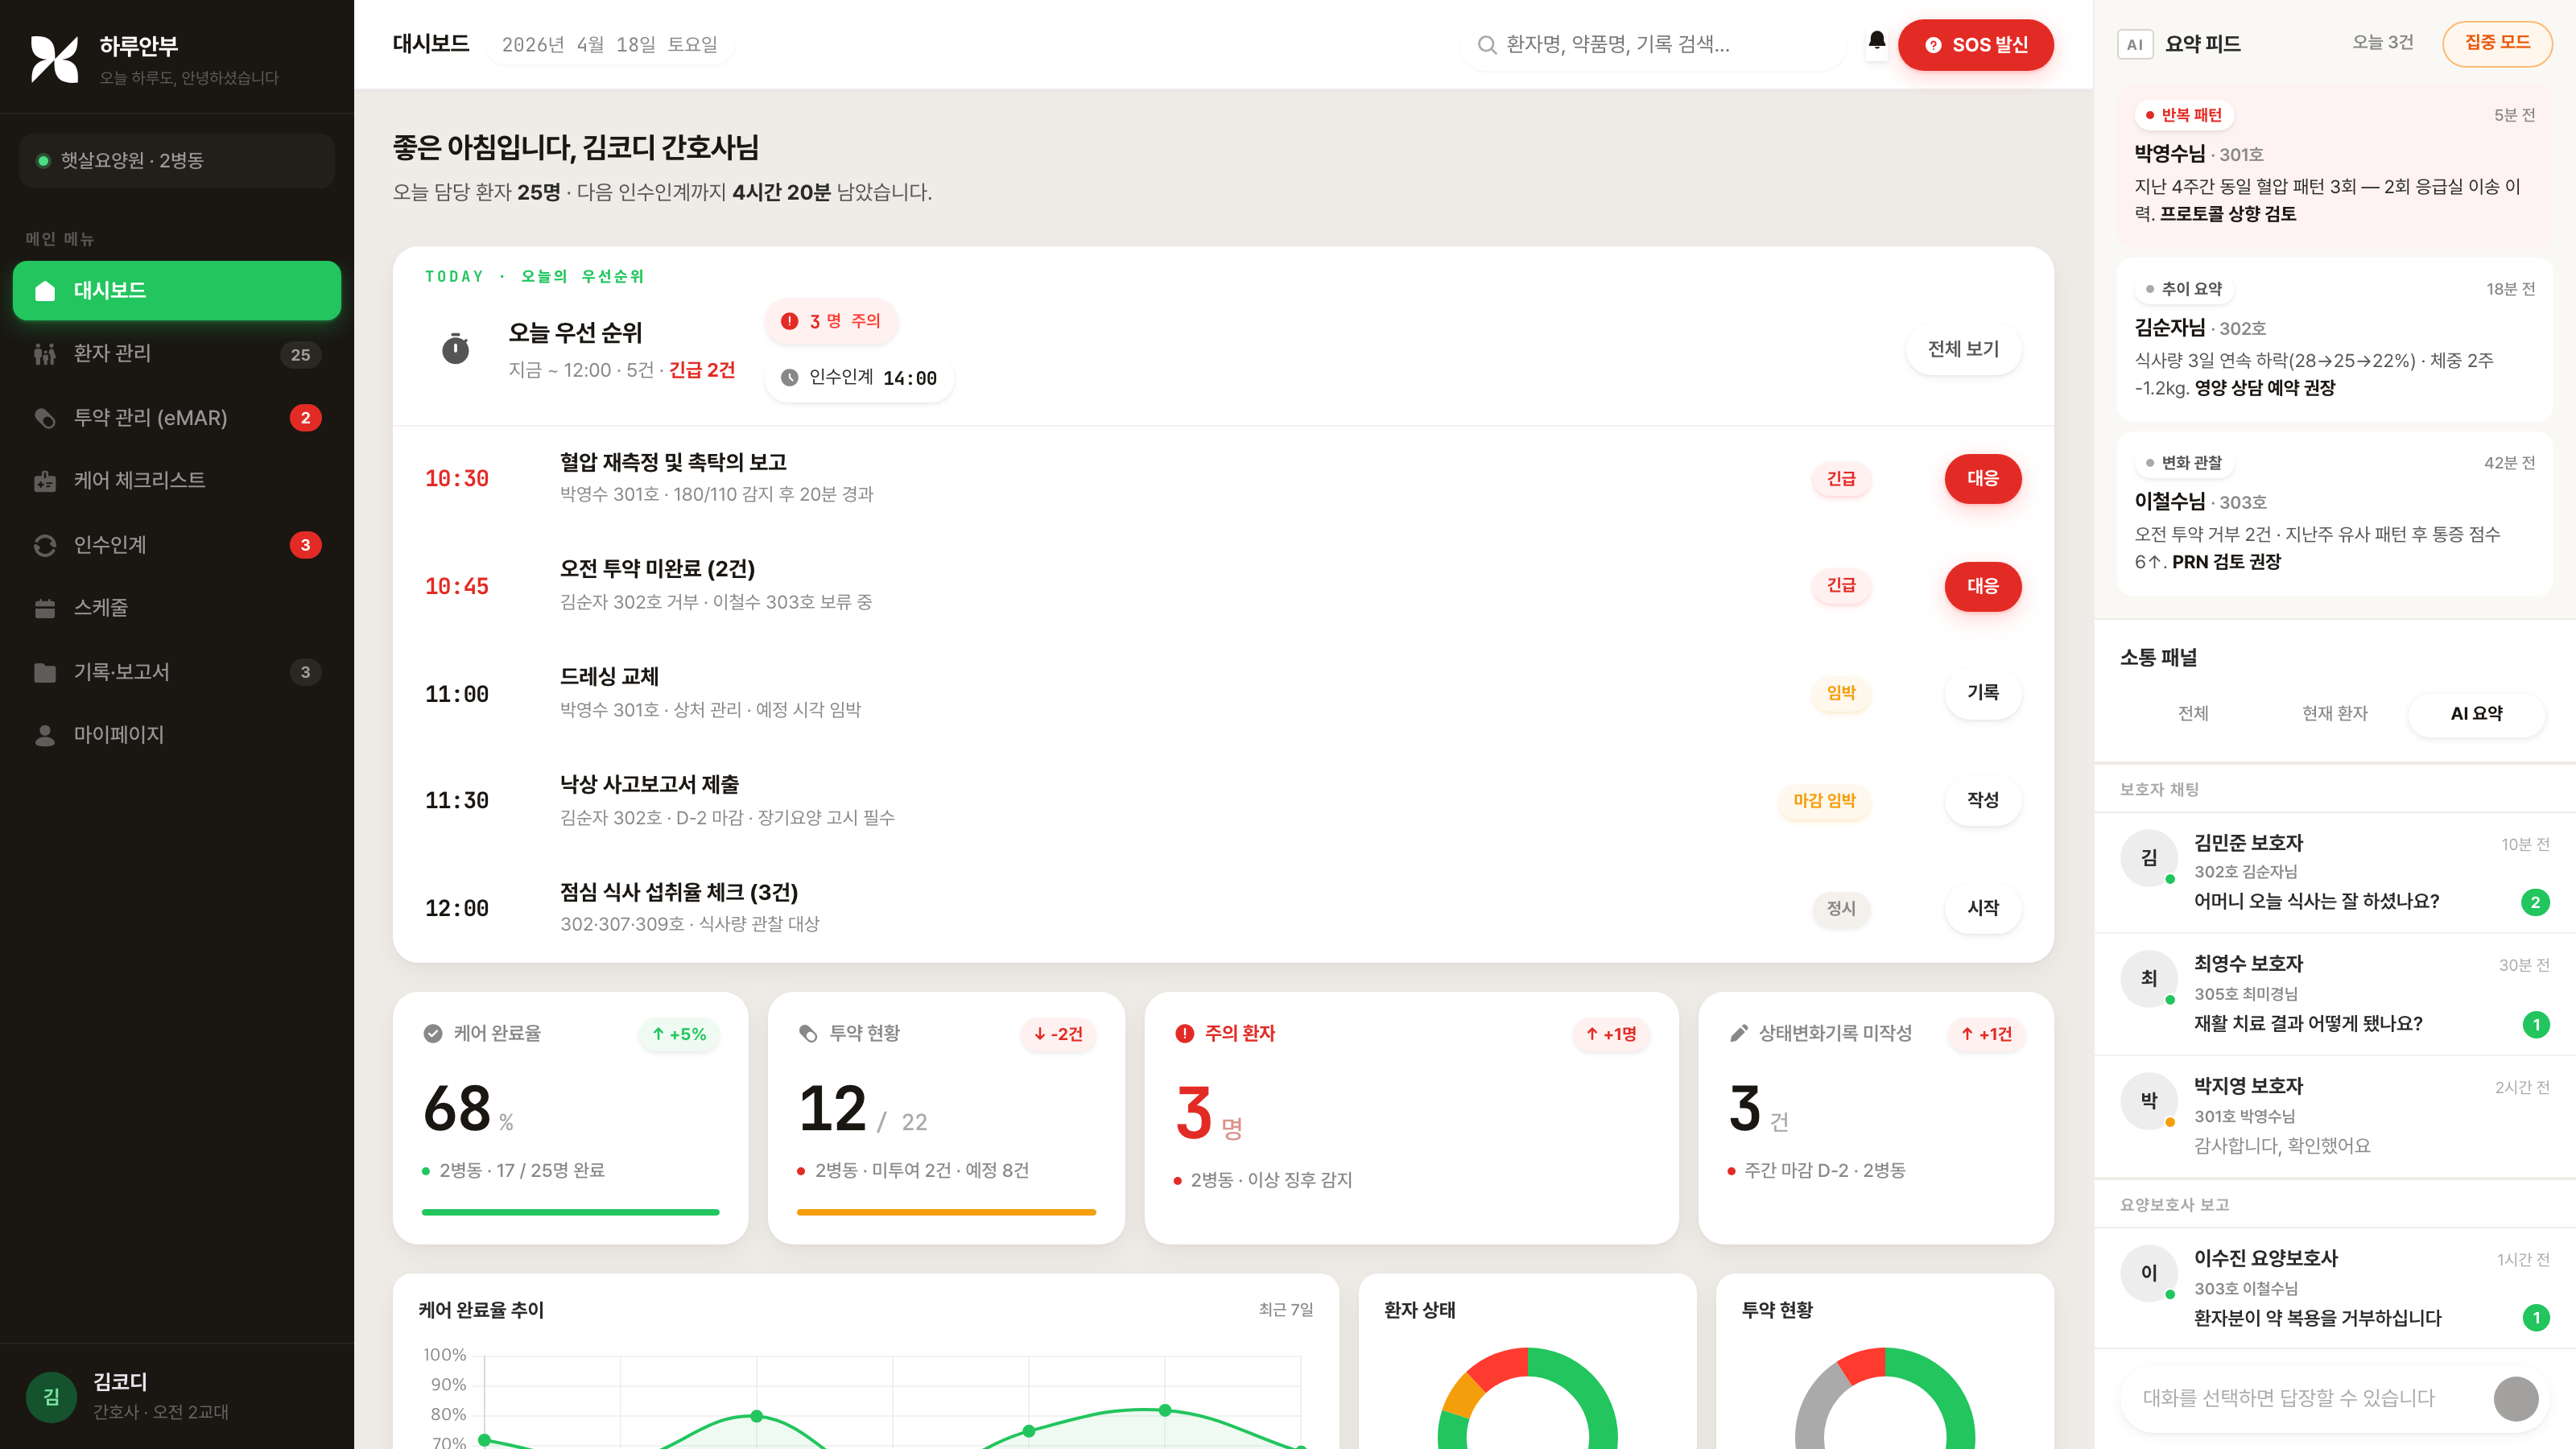 하루안부
오늘 하루도, 안녕하셨습니다
햇살요양원 · 2병동
메인 메뉴
대시보드
환자 관리 25
투약 관리 (eMAR) 2
케어 체크리스트
인수인계 3
스케줄
기록·보고서 3
마이페이지
김 김코디
간호사 · 오전 2교대
대시보드 2026년 4월 18일 토요일
환자명, 약품명, 기록 검색...
SOS 발신
좋은 아침입니다, 김코디 간호사님
오늘 담당 환자 25명 · 다음 인수인계까지 4시간 20분 남았습니다.
TODAY · 오늘의 우선순위
오늘 우선 순위
지금 ~ 12:00 · 5건 · 긴급 2건
3명 주의
인수인계 14:00
전체 보기
10:30 혈압 재측정 및 촉탁의 보고
박영수 301호 · 180/110 감지 후 20분 경과
긴급 대응
10:45 오전 투약 미완료 (2건)
김순자 302호 거부 · 이철수 303호 보류 중
긴급 대응
11:00 드레싱 교체
박영수 301호 · 상처 관리 · 예정 시각 임박
임박 기록
11:30 낙상 사고보고서 제출
김순자 302호 · D-2 마감 · 장기요양 고시 필수
마감 임박 작성
12:00 점심 식사 섭취율 체크 (3건)
302·307·309호 · 식사량 관찰 대상
정시 시작
케어 완료율 ↑ +5%
68 %
2병동 · 17 / 25명 완료
투약 현황 ↓ -2건
12 / 22
2병동 · 미투여 2건 · 예정 8건
주의 환자 ↑ +1명
3 명
2병동 · 이상 징후 감지
상태변화기록 미작성 ↑ +1건
3 건
주간 마감 D-2 · 2병동
케어 완료율 추이 최근 7일
100%
90%
80%
70%
환자 상태
투약 현황
AI 요약 피드 오늘 3건 집중 모드
반복 패턴 5분 전
박영수님 · 301호
지난 4주간 동일 혈압 패턴 3회 — 2회 응급실 이송 이
력. 프로토콜 상향 검토
추이 요약 18분 전
김순자님 · 302호
식사량 3일 연속 하락(28→25→22%) · 체중 2주
-1.2kg. 영양 상담 예약 권장
변화 관찰 42분 전
이철수님 · 303호
오전 투약 거부 2건 · 지난주 유사 패턴 후 통증 점수
6↑. PRN 검토 권장
소통 패널
전체 현재 환자 AI 요약
보호자 채팅
김 김민준 보호자 10분 전
302호 김순자님
어머니 오늘 식사는 잘 하셨나요? 2
최 최영수 보호자 30분 전
305호 최미경님
재활 치료 결과 어떻게 됐나요? 1
박 박지영 보호자 2시간 전
301호 박영수님
감사합니다, 확인했어요
요양보호사 보고
이 이수진 요양보호사 1시간 전
303호 이철수님
환자분이 약 복용을 거부하십니다 1
대화를 선택하면 답장할 수 있습니다